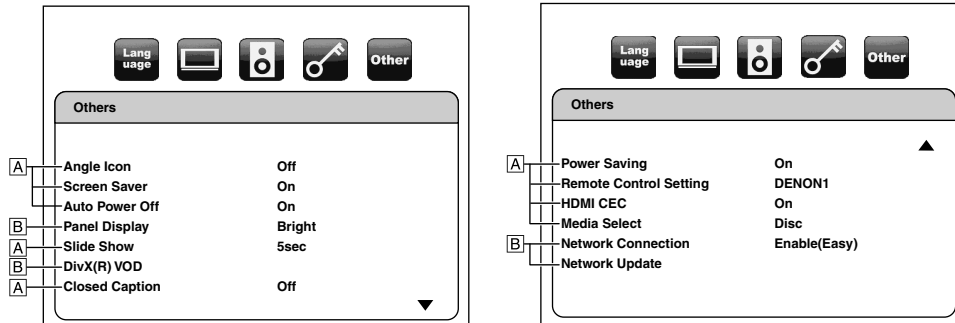 Lang
uage
Other
Others
A Angle Icon Off
Screen Saver On
Auto Power Off On
B Panel Display Bright
A Slide Show 5sec
B DivX(R) VOD
A Closed Caption Off
Lang
uage
Other
Others
A Power Saving On
Remote Control Setting DENON1
HDMI CEC On
Media Select Disc
B Network Connection Enable(Easy)
Network Update